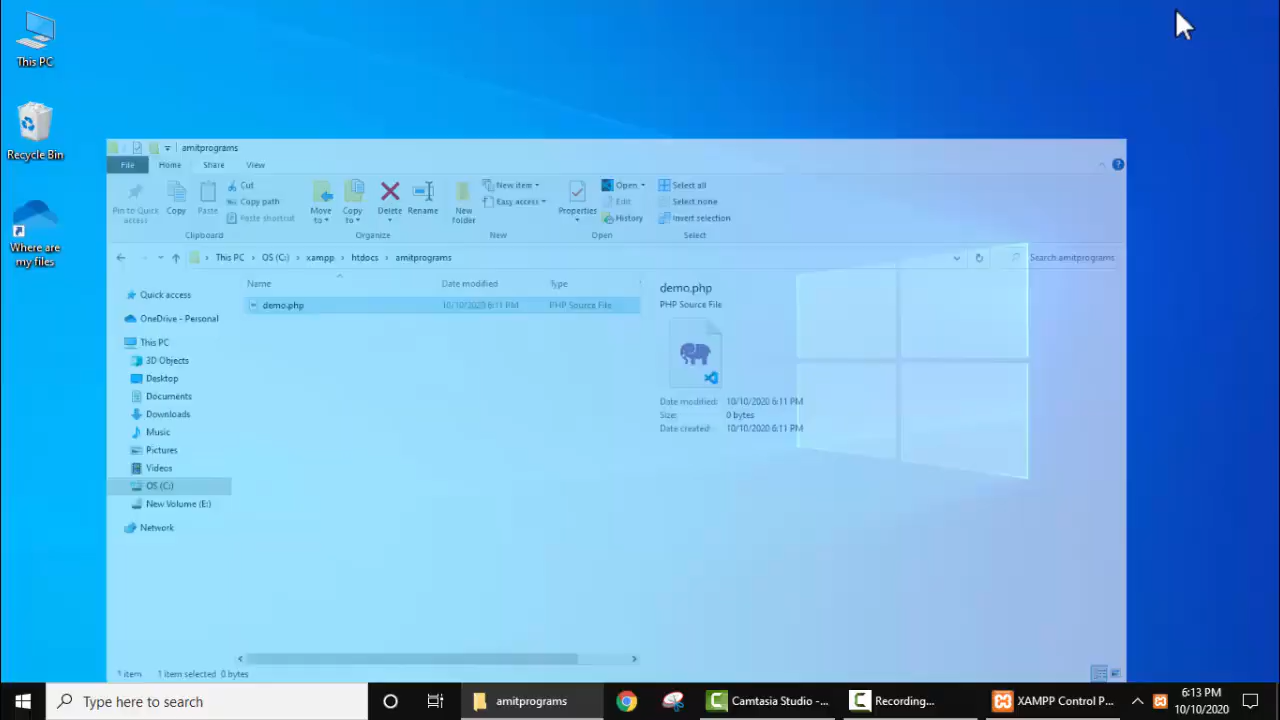 This PC
Recycle Bin
Where are
my files
amitprograms
File Home Share View
Pin to Quick
access
Copy
Paste
Cut
Copy path
Paste shortcut
Clipboard
Move
to
Copy
to
Delete
Rename
Organize
New
folder
New item
Easy access
New
Properties
Open
Edit
History
Open
Select all
Select none
Invert selection
Select
This PC OS (C:) xampp htdocs amitprograms
Search amitprograms
Name Date modified Type
demo.php 10/10/2020 6:11 PM PHP Source File
Quick access
OneDrive - Personal
This PC
3D Objects
Desktop
Documents
Downloads
Music
Pictures
Videos
OS (C:)
New Volume (E:)
Network
demo.php
PHP Source File
Date modified: 10/10/2020 6:11 PM
Size: 0 bytes
Date created: 10/10/2020 6:11 PM
1 item 1 item selected 0 bytes
Type here to search
amitprograms
Camtasia Studio -...
Recording...
XAMPP Control P...
6:13 PM
10/10/2020